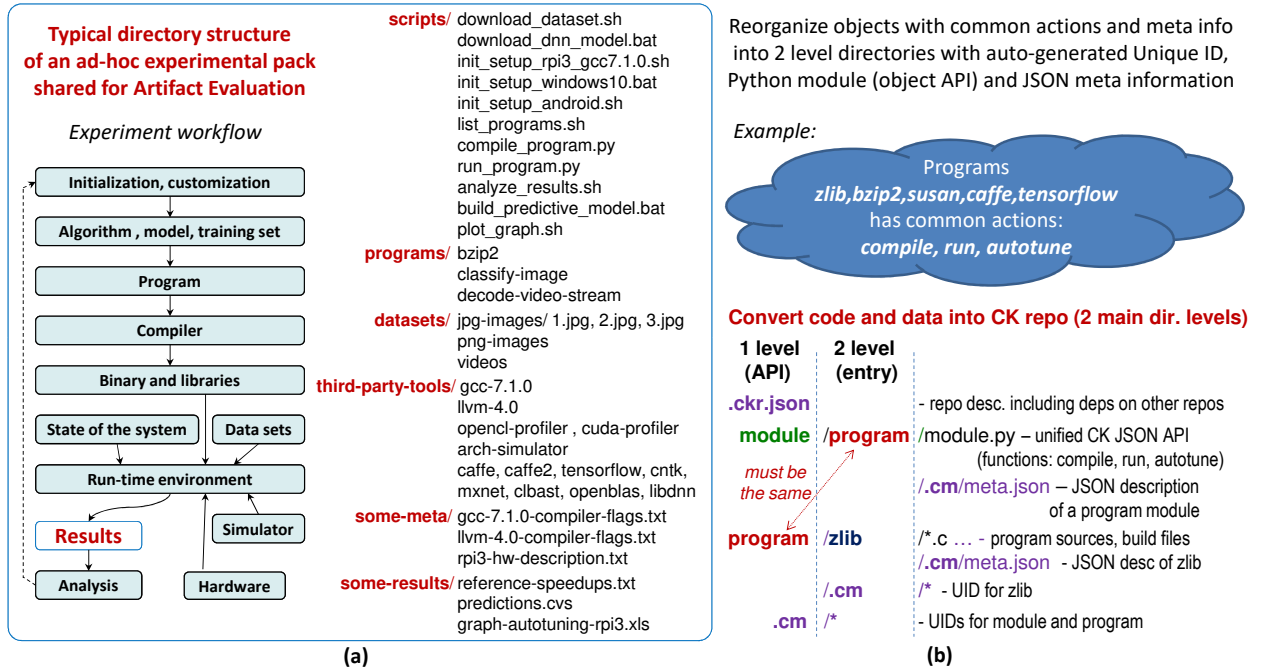 Typical directory structure
of an ad-hoc experimental pack
shared for Artifact Evaluation
Experiment workflow
Initialization, customization
Algorithm , model, training set
Program
Compiler
Binary and libraries
State of the system
Data sets
Run-time environment
Results
Simulator
Analysis
Hardware
scripts/ download_dataset.sh
download_dnn_model.bat
init_setup_rpi3_gcc7.1.0.sh
init_setup_windows10.bat
init_setup_android.sh
list_programs.sh
compile_program.py
run_program.py
analyze_results.sh
build_predictive_model.bat
plot_graph.sh
programs/ bzip2
classify-image
decode-video-stream
datasets/ jpg-images/ 1.jpg, 2.jpg, 3.jpg
png-images
videos
third-party-tools/ gcc-7.1.0
llvm-4.0
opencl-profiler , cuda-profiler
arch-simulator
caffe, caffe2, tensorflow, cntk,
mxnet, clbast, openblas, libdnn
some-meta/ gcc-7.1.0-compiler-flags.txt
llvm-4.0-compiler-flags.txt
rpi3-hw-description.txt
some-results/ reference-speedups.txt
predictions.cvs
graph-autotuning-rpi3.xls
(a)
Reorganize objects with common actions and meta info
into 2 level directories with auto-generated Unique ID,
Python module (object API) and JSON meta information
Example:
Programs
zlib,bzip2,susan,caffe,tensorflow
has common actions:
compile, run, autotune
Convert code and data into CK repo (2 main dir. levels)
1 level 2 level
(API) (entry)
.ckr.json - repo desc. including deps on other repos
module /program /module.py – unified CK JSON API
(functions: compile, run, autotune)
must be
the same
/.cm/meta.json – JSON description
of a program module
program /zlib /*.c … - program sources, build files
/.cm/meta.json - JSON desc of zlib
/.cm /* - UID for zlib
.cm /* - UIDs for module and program
(b)